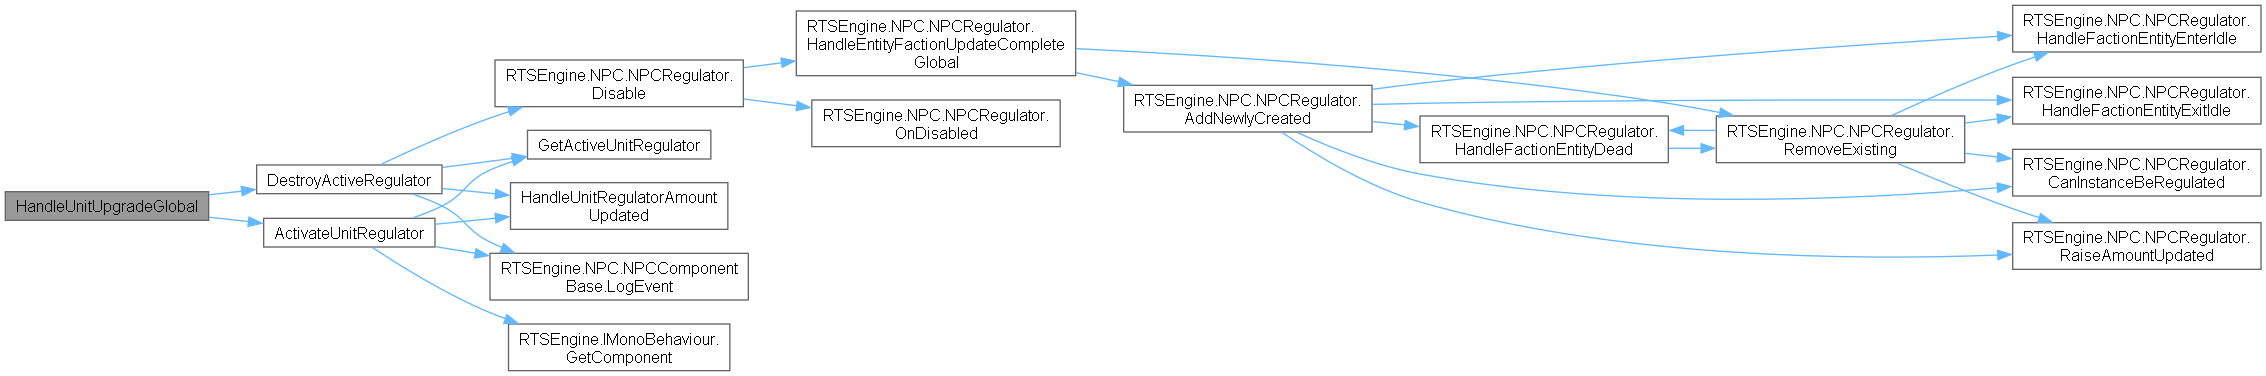 HandleUnitUpgradeGlobal
DestroyActiveRegulator
ActivateUnitRegulator
RTSEngine.NPC.NPCRegulator.
Disable
GetActiveUnitRegulator
HandleUnitRegulatorAmount
Updated
RTSEngine.NPC.NPCComponent
Base.LogEvent
RTSEngine.IMonoBehaviour.
GetComponent
RTSEngine.NPC.NPCRegulator.
HandleEntityFactionUpdateComplete
Global
RTSEngine.NPC.NPCRegulator.
OnDisabled
RTSEngine.NPC.NPCRegulator.
AddNewlyCreated
RTSEngine.NPC.NPCRegulator.
HandleFactionEntityDead
RTSEngine.NPC.NPCRegulator.
RemoveExisting
RTSEngine.NPC.NPCRegulator.
HandleFactionEntityEnterIdle
RTSEngine.NPC.NPCRegulator.
HandleFactionEntityExitIdle
RTSEngine.NPC.NPCRegulator.
CanInstanceBeRegulated
RTSEngine.NPC.NPCRegulator.
RaiseAmountUpdated